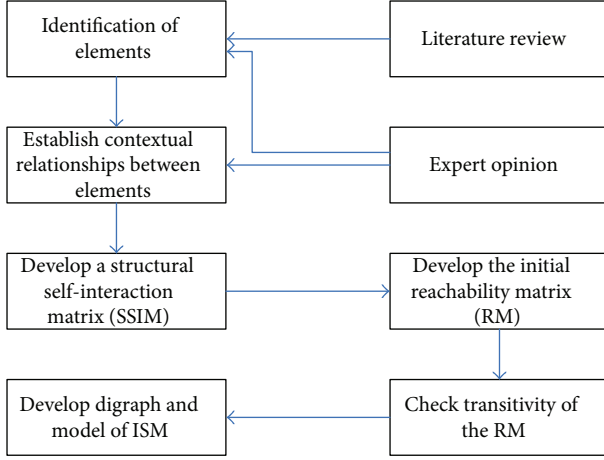 Identification of
elements
Literature review
Establish contextual
relationships between
elements
Expert opinion
Develop a structural
self-interaction
matrix (SSIM)
Develop the initial
reachability matrix
(RM)
Develop digraph and
model of ISM
Check transitivity of
the RM